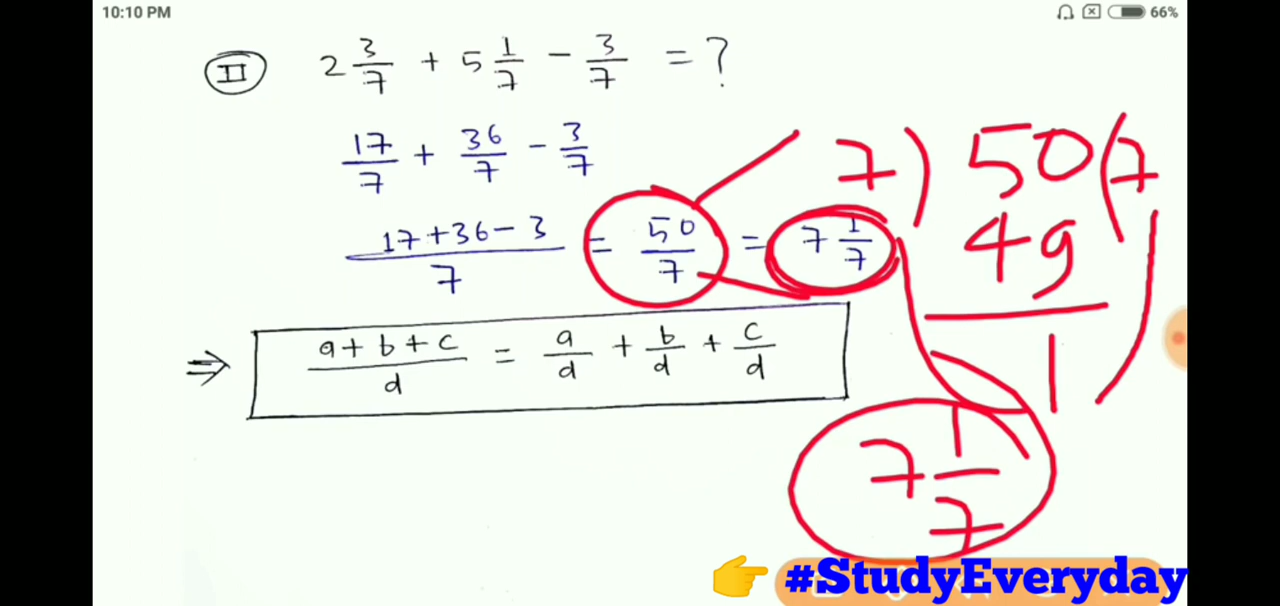 10:10 PM 66%
II 2 3/7 + 5 1/7 − 3/7 = ?
17/7 + 36/7 − 3/7
(17+36−3)/7 = 50/7 = 7 1/7
7 ) 50 ( 7
49
1
⇒ (a+b+c)/d = a/d + b/d + c/d
7 1/7
👉 #StudyEveryday